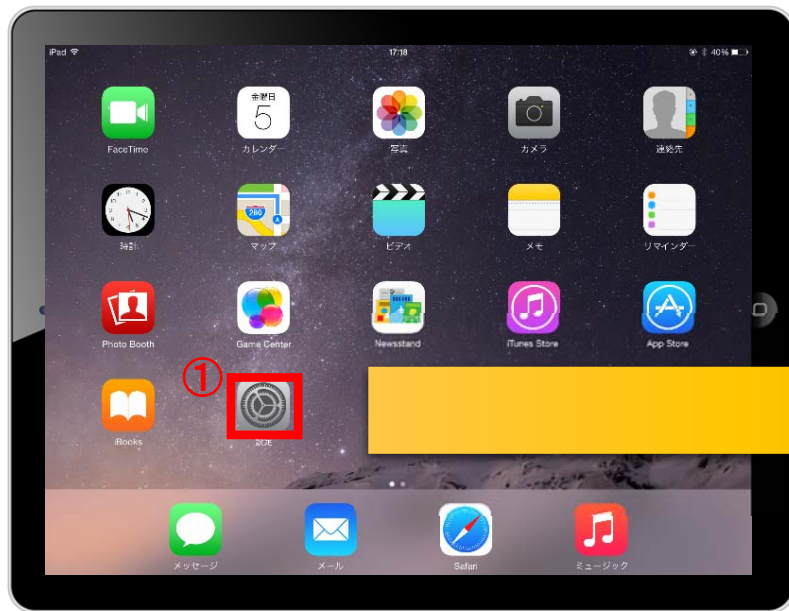 iPad 17:18 40%
金曜日
5
FaceTime カレンダー 写真 カメラ 連絡先
280
時計 マップ ビデオ メモ リマインダー
Photo Booth Game Center Newsstand iTunes Store App Store
①
iBooks 設定
メッセージ メール Safari ミュージック